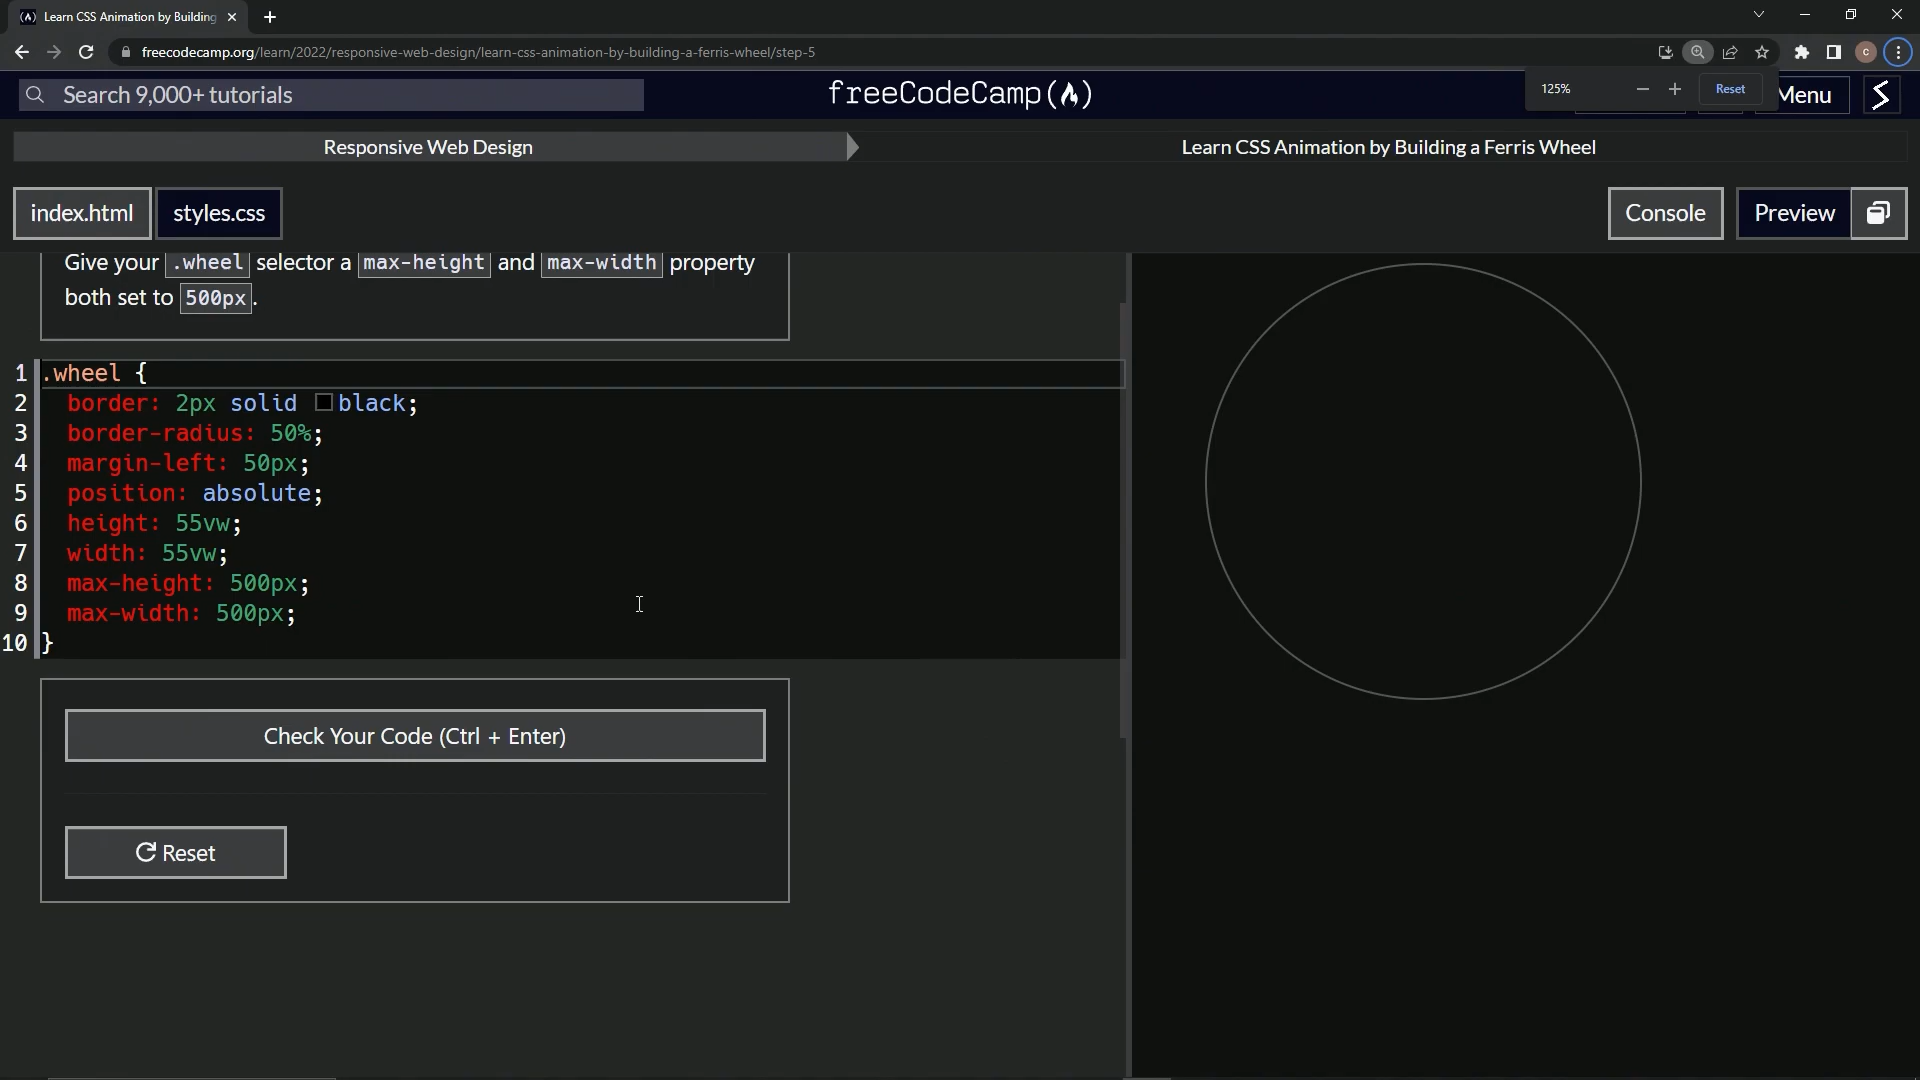 Learn CSS Animation by Building
freecodecamp.org/learn/2022/responsive-web-design/learn-css-animation-by-building-a-ferris-wheel/step-5
C
Search 9,000+ tutorials
freeCodeCamp(
)
125%
Reset
Menu
Responsive Web Design
Learn CSS Animation by Building a Ferris Wheel
index.html
styles.css
Console
Preview
Give your .wheel selector a max-height and max-width property
both set to 500px.
1 .wheel {
2 border: 2px solid black;
3 border-radius: 50%;
4 margin-left: 50px;
5 position: absolute;
6 height: 55vw;
7 width: 55vw;
8 max-height: 500px;
9 max-width: 500px;
10 }
Check Your Code (Ctrl + Enter)
Reset